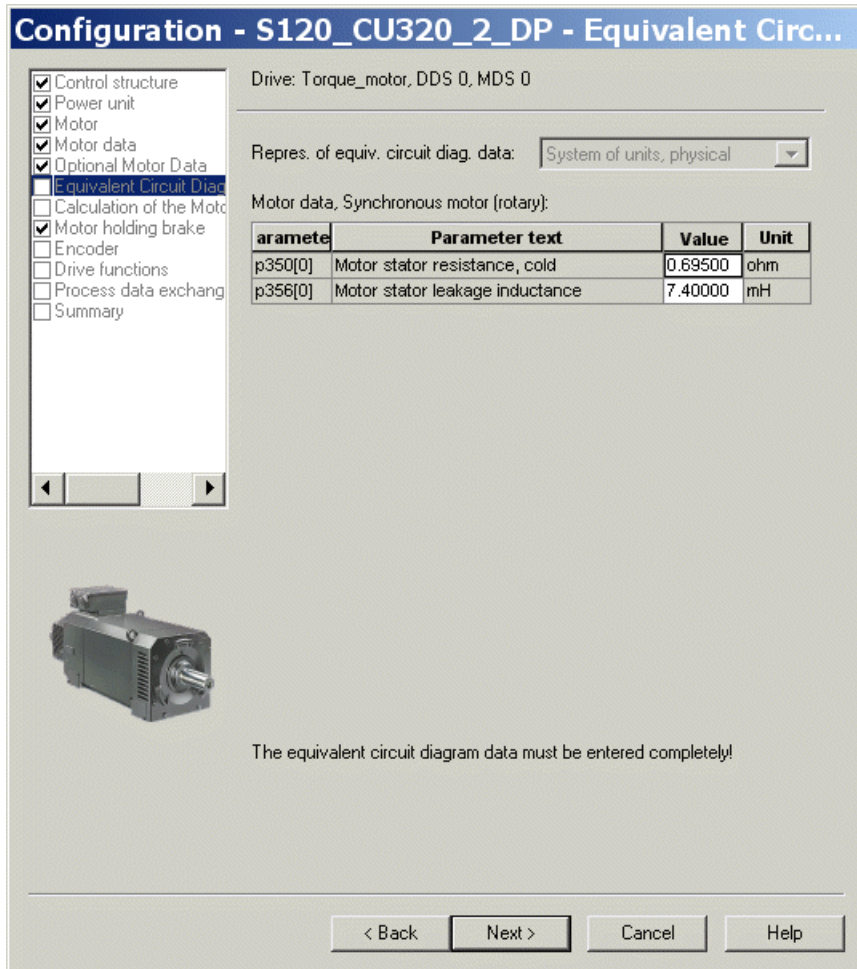 Configuration - S120_CU320_2_DP - Equivalent Circ...
Control structure
Power unit
Motor
Motor data
Optional Motor Data
Equivalent Circuit Diag
Calculation of the Moto
Motor holding brake
Encoder
Drive functions
Process data exchang
Summary
Drive: Torque_motor, DDS 0, MDS 0
Repres. of equiv. circuit diag. data: System of units, physical
Motor data, Synchronous motor (rotary):
aramete Parameter text Value Unit
p350[0] Motor stator resistance, cold 0.69500 ohm
p356[0] Motor stator leakage inductance 7.40000 mH
The equivalent circuit diagram data must be entered completely!
< Back Next > Cancel Help